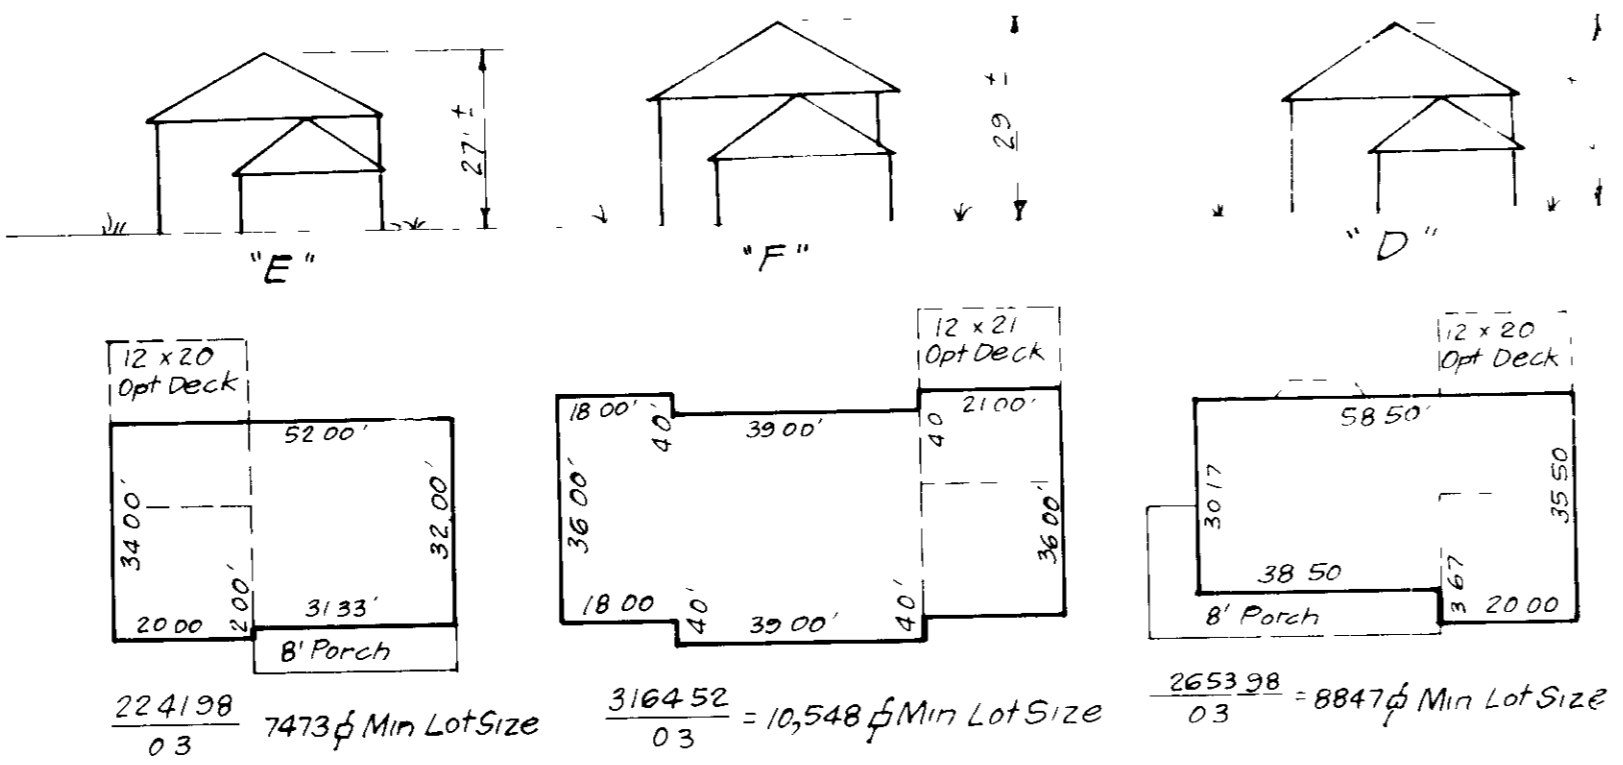 27' ±
29 ±
"E"
"F"
"D"
12 x 20
Opt Deck
52 00'
34 00'
32 00'
20 00
2 00'
31 33'
8' Porch
2241 98
0 3
7473 ⌀ Min Lot Size
12 x 21
Opt Deck
18 00'
40'
39 00'
40
21 00'
36 00'
36 00'
18 00
40'
39 00'
40'
3164 52
0 3
= 10,548 ⌀ Min Lot Size
12 x 20
Opt Deck
58 50'
30 17
35 50
38 50
3 67
20 00
8' Porch
2653 98
0 3
= 8847 ⌀ Min Lot Size